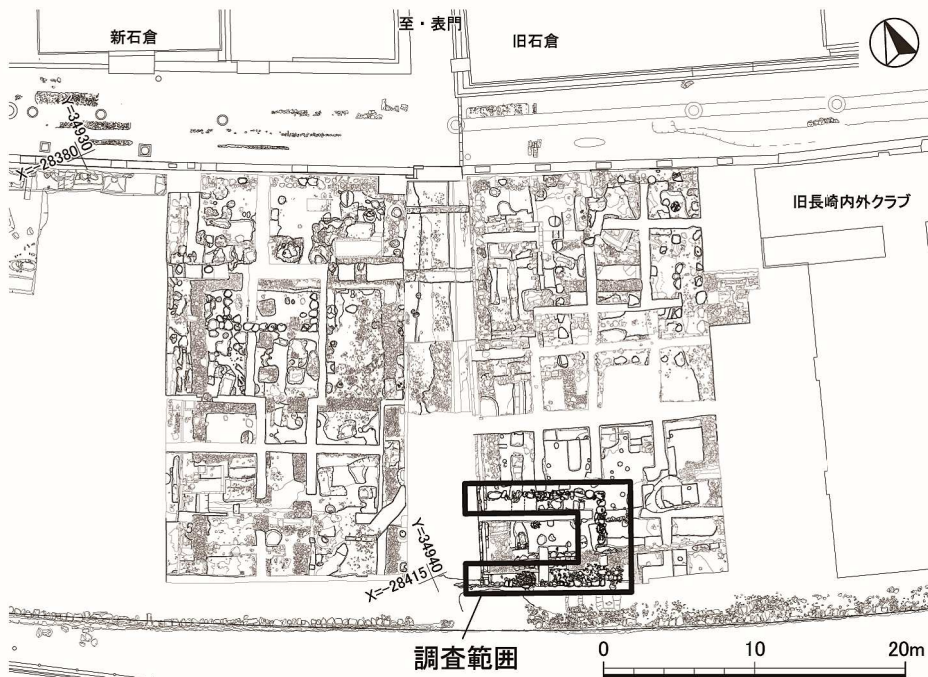 至・表門
新石倉
旧石倉
Y=34930
X=-28380
旧長崎内外クラブ
Y=34940
X=-28415
調査範囲
0 10 20m